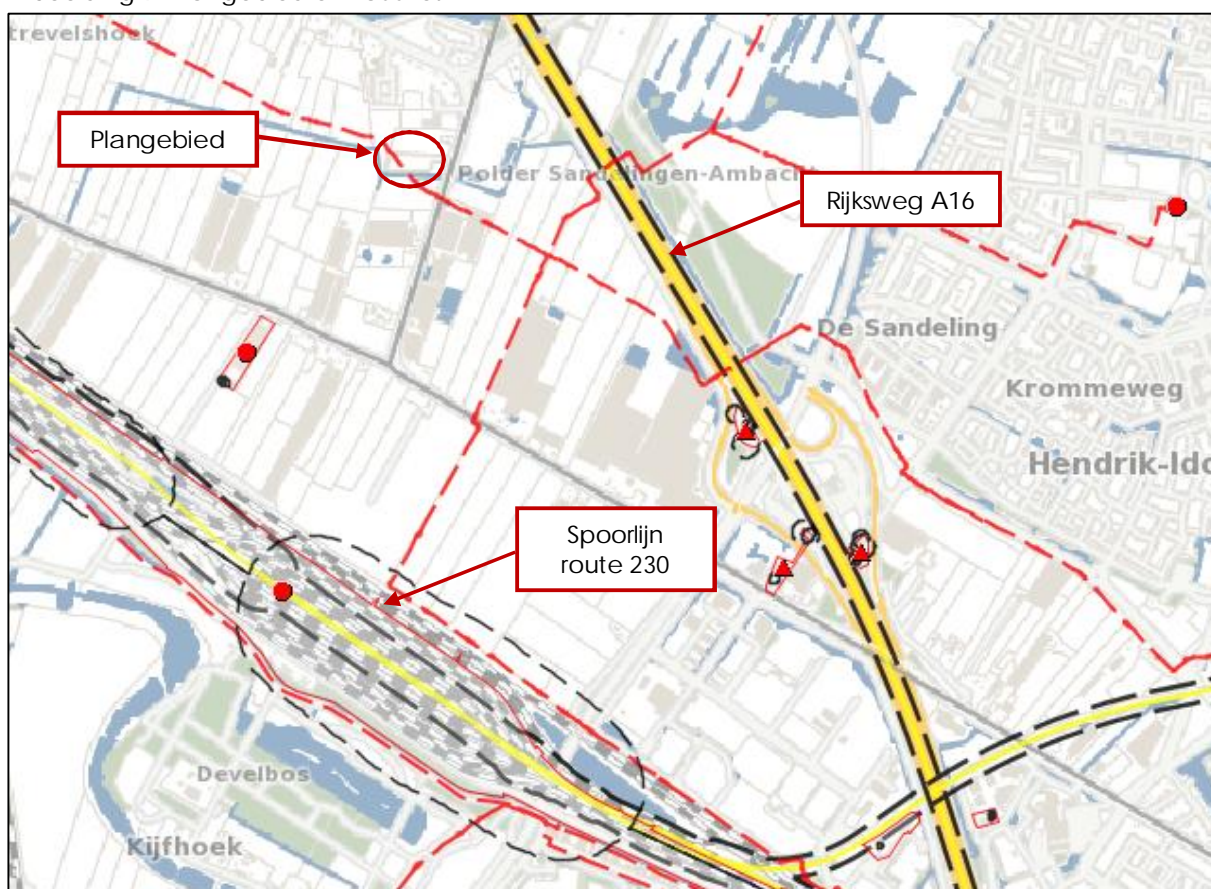 trevelshoek
Plangebied
Polder Sandelingen-Ambacht
Rijksweg A16
De Sandeling
Krommeweg
Hendrik-Ido
Spoorlijn
route 230
Develbos
Kijfhoek